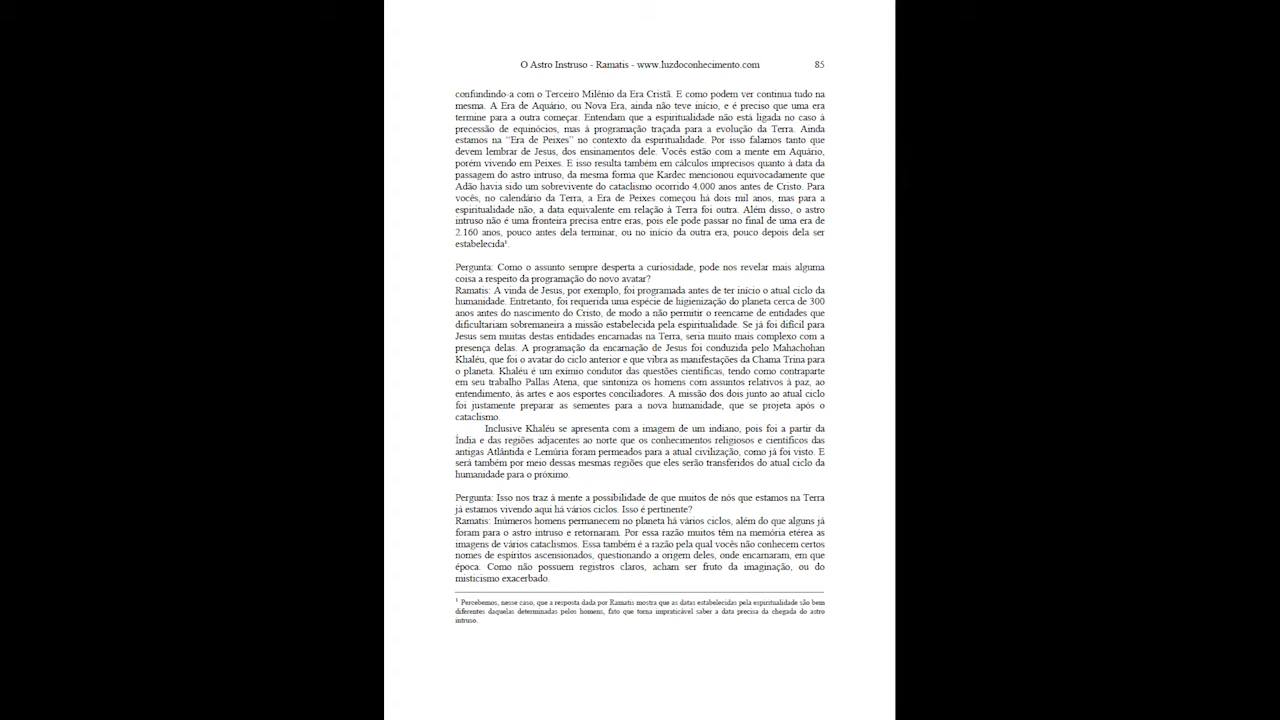 O Astro Instruso - Ramatis - www.luzdoconhecimento.com 85
confundindo-a com o Terceiro Milênio da Era Cristã. E como podem ver continua tudo na
mesma. A Era de Aquário, ou Nova Era, ainda não teve início, e é preciso que uma era
termine para a outra começar. Entendam que a espiritualidade não está ligada no caso à
precessão de equinócios, mas à programação traçada para a evolução da Terra. Ainda
estamos na “Era de Peixes” no contexto da espiritualidade. Por isso falamos tanto que
devem lembrar de Jesus, dos ensinamentos dele. Vocês estão com a mente em Aquário,
porém vivendo em Peixes. E isso resulta também em cálculos imprecisos quanto à data da
passagem do astro intruso, da mesma forma que Kardec mencionou equivocadamente que
Adão havia sido um sobrevivente do cataclismo ocorrido 4.000 anos antes de Cristo. Para
vocês, no calendário da Terra, a Era de Peixes começou há dois mil anos, mas para a
espiritualidade não, a data equivalente em relação à Terra foi outra. Além disso, o astro
intruso não é uma fronteira precisa entre eras, pois ele pode passar no final de uma era de
2.160 anos, pouco antes dela terminar, ou no início da outra era, pouco depois dela ser
estabelecida¹.
Pergunta: Como o assunto sempre desperta a curiosidade, pode nos revelar mais alguma
coisa a respeito da programação do novo avatar?
Ramatis: A vinda de Jesus, por exemplo, foi programada antes de ter início o atual ciclo da
humanidade. Entretanto, foi requerida uma espécie de higienização do planeta cerca de 300
anos antes do nascimento do Cristo, de modo a não permitir o reencarne de entidades que
dificultariam sobremaneira a missão estabelecida pela espiritualidade. Se já foi difícil para
Jesus sem muitas destas entidades encarnadas na Terra, seria muito mais complexo com a
presença delas. A programação da encarnação de Jesus foi conduzida pelo Mahachohan
Khaléu, que foi o avatar do ciclo anterior e que vibra as manifestações da Chama Trina para
o planeta. Khaléu é um exímio condutor das questões científicas, tendo como contraparte
em seu trabalho Pallas Atena, que sintoniza os homens com assuntos relativos à paz, ao
entendimento, às artes e aos esportes conciliadores. A missão dos dois junto ao atual ciclo
foi justamente preparar as sementes para a nova humanidade, que se projeta após o
cataclismo.
Inclusive Khaléu se apresenta com a imagem de um indiano, pois foi a partir da
Índia e das regiões adjacentes ao norte que os conhecimentos religiosos e científicos das
antigas Atlântida e Lemúria foram permeados para a atual civilização, como já foi visto. E
será também por meio dessas mesmas regiões que eles serão transferidos do atual ciclo da
humanidade para o próximo.
Pergunta: Isso nos traz à mente a possibilidade de que muitos de nós que estamos na Terra
já estamos vivendo aqui há vários ciclos. Isso é pertinente?
Ramatis: Inúmeros homens permanecem no planeta há vários ciclos, além do que alguns já
foram para o astro intruso e retornaram. Por essa razão muitos têm na memória etérea as
imagens de vários cataclismos. Essa também é a razão pela qual vocês não conhecem certos
nomes de espíritos ascensionados, questionando a origem deles, onde encarnaram, em que
época. Como não possuem registros claros, acham ser fruto da imaginação, ou do
misticismo exacerbado.
¹ Percebemos, nesse caso, que a resposta dada por Ramatis mostra que as datas estabelecidas pela espiritualidade são bem
diferentes daquelas determinadas pelos homens, fato que torna impraticável saber a data precisa da chegada do astro
intruso.